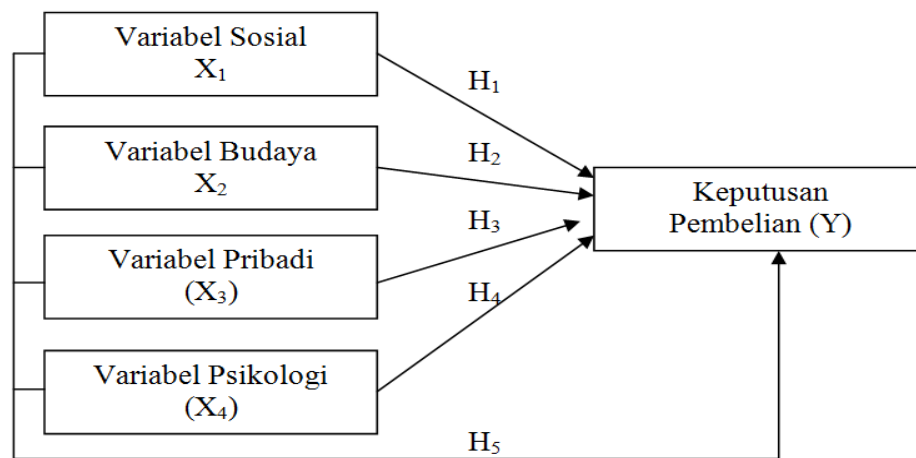 Variabel Sosial
X₁
H₁
Variabel Budaya
X₂
H₂
Keputusan
Pembelian (Y)
Variabel Pribadi
(X₃)
H₃
Variabel Psikologi
(X₄)
H₄
H₅